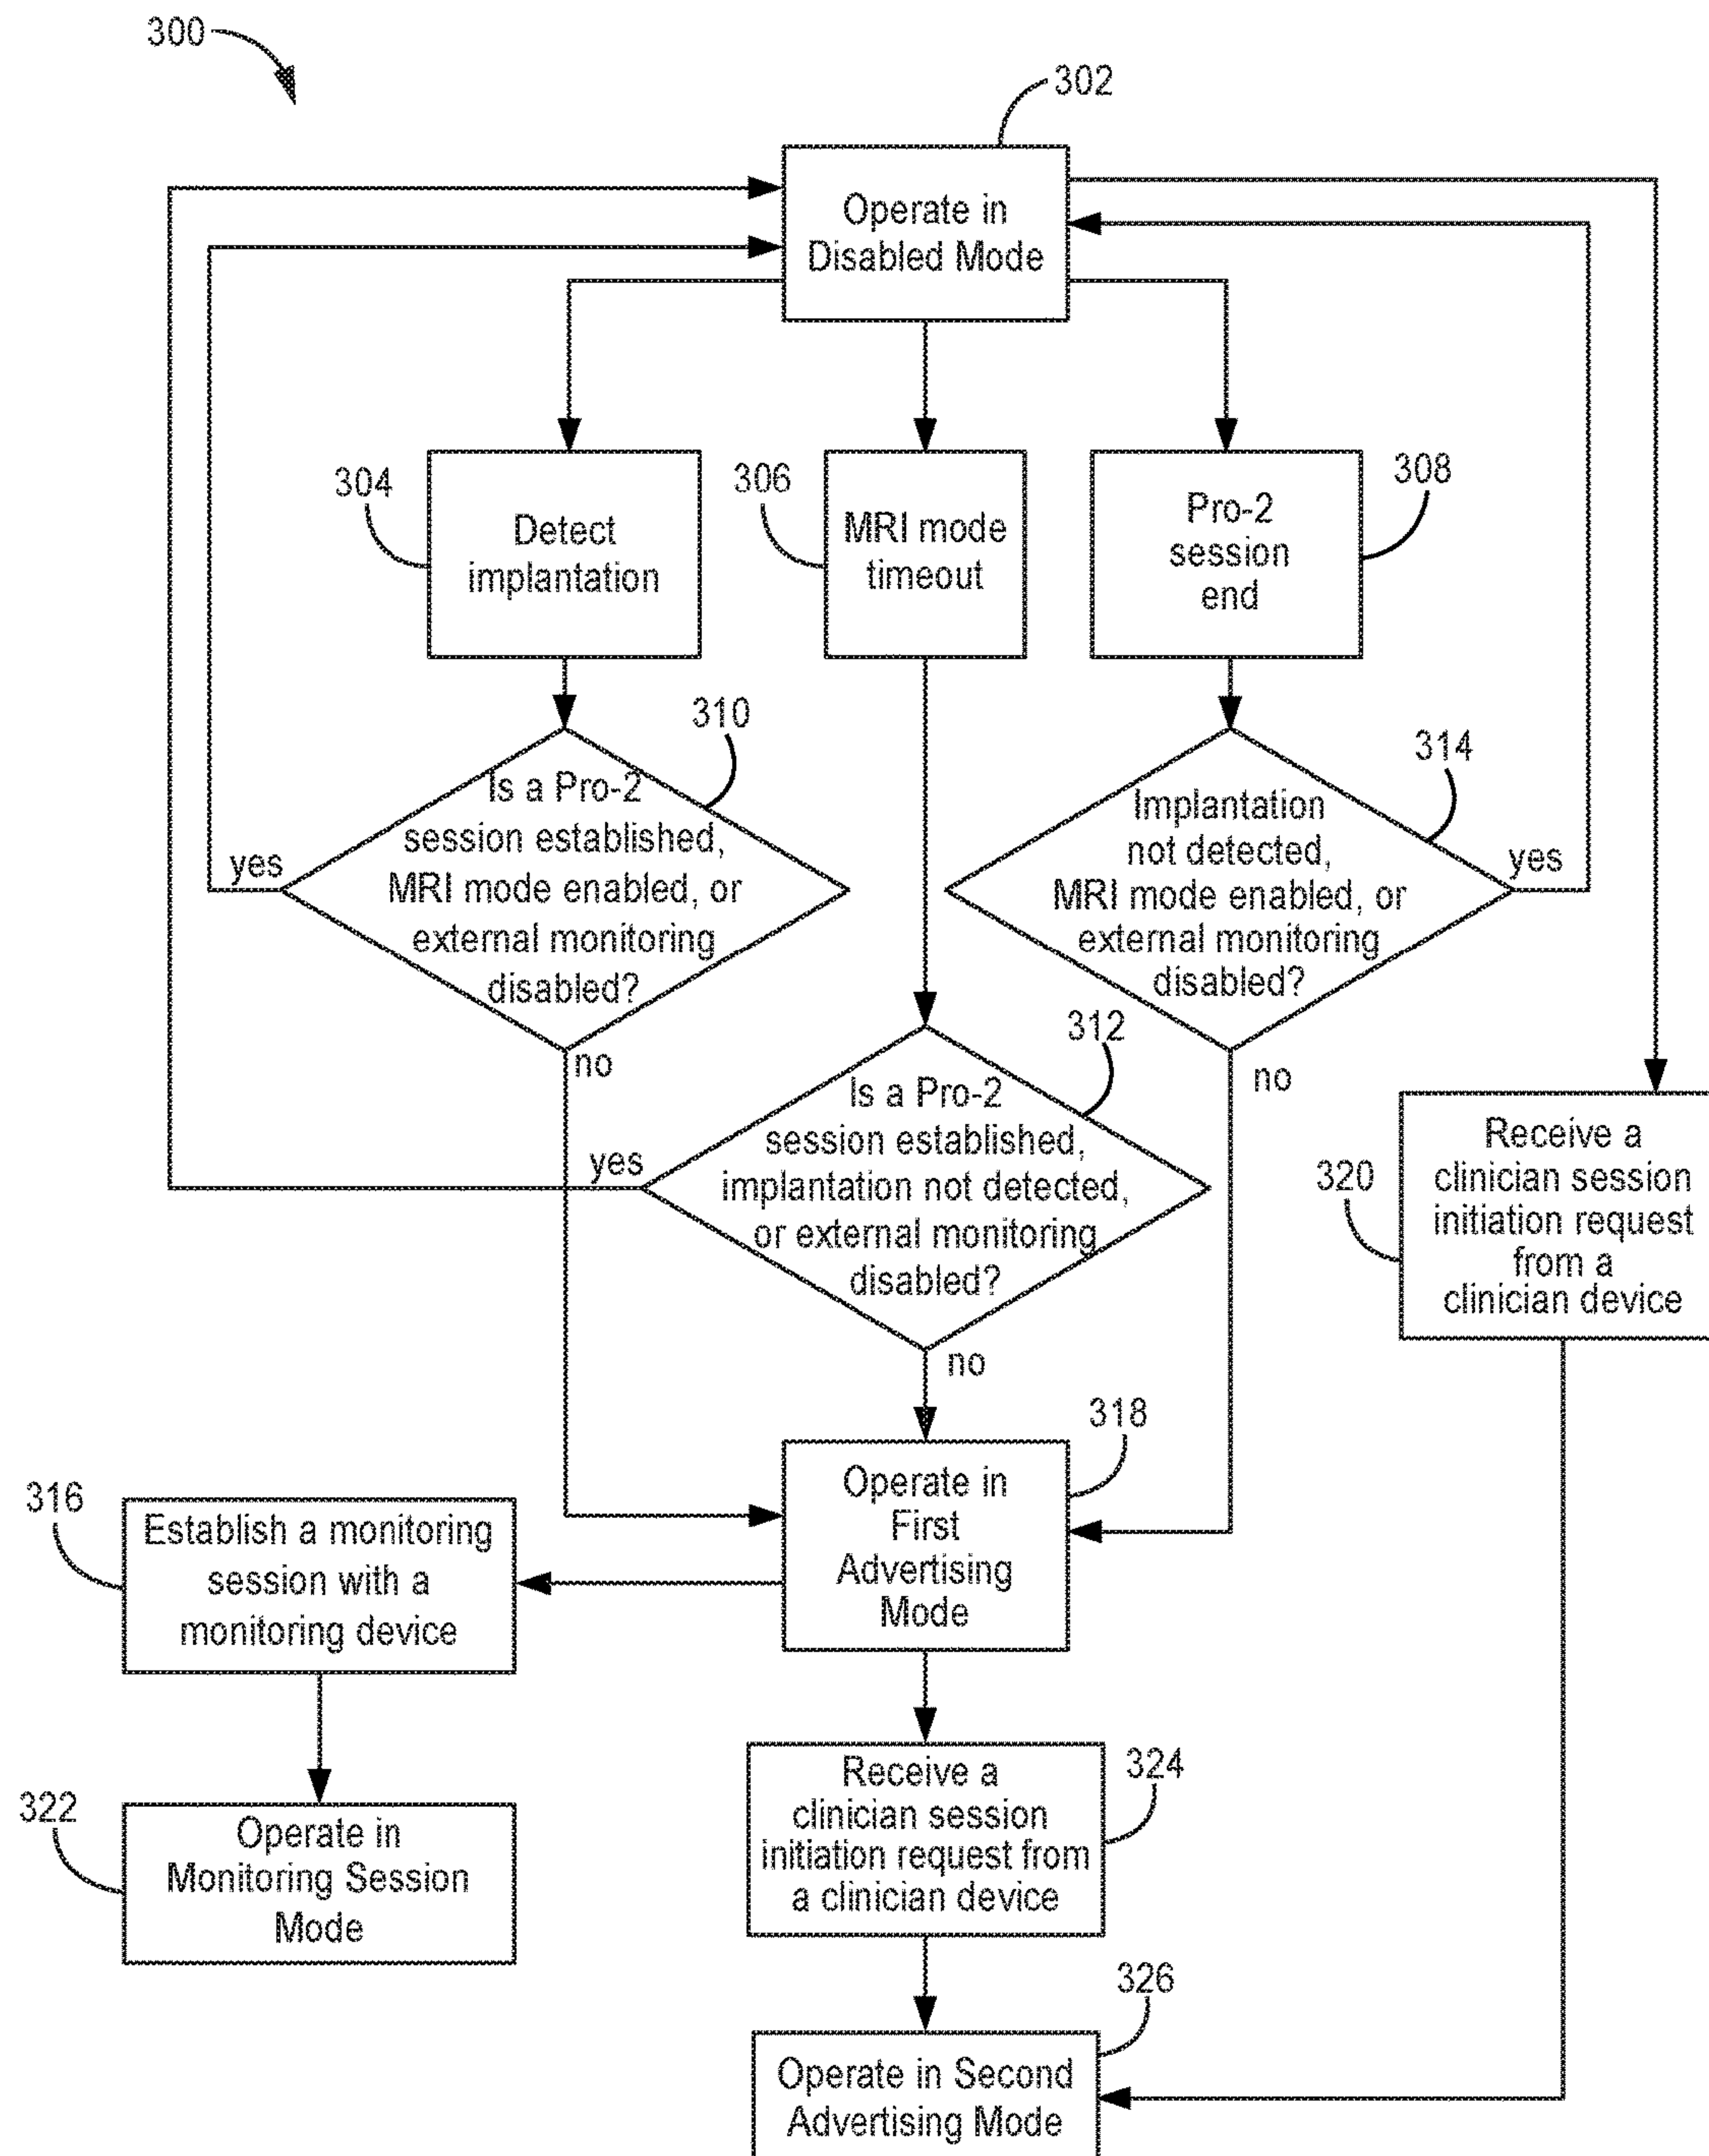 300
302
Operate in
Disabled Mode
304
Detect
implantation
306
MRI mode
timeout
308
Pro-2
session
end
310
Is a Pro-2
session established,
MRI mode enabled, or
external monitoring
disabled?
yes
no
314
Implantation
not detected,
MRI mode enabled, or
external monitoring
disabled?
yes
no
312
Is a Pro-2
session established,
implantation not detected,
or external monitoring
disabled?
yes
no
320
Receive a
clinician session
initiation request
from a
clinician device
318
Operate in
First
Advertising
Mode
316
Establish a monitoring
session with a
monitoring device
322
Operate in
Monitoring Session
Mode
324
Receive a
clinician session
initiation request from
a clinician device
326
Operate in Second
Advertising Mode